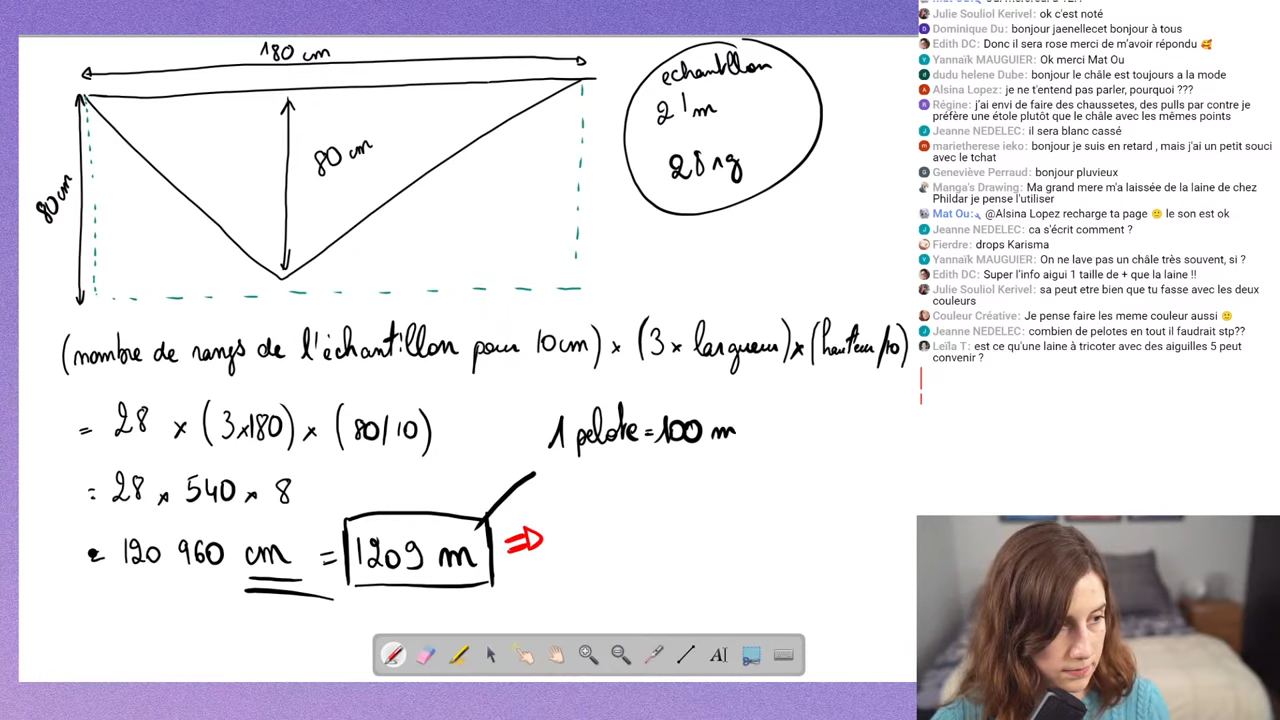 180 cm
80 cm
80 cm
echantillon
21 m
28 rg
(nombre de rangs de l'échantillon pour 10cm) × (3 × largueur) × (hauteur/10)
= 28 × (3×180) × (80/10)
1 pelote = 100 m
= 28 × 540 × 8
= 120 960 cm = 1209 m ⇒
AI
Julie Souliol Kerivel: ok c'est noté
Dominique Du: bonjour jaenellecet bonjour à tous
Edith DC: Donc il sera rose merci de m'avoir répondu 🥰
Yannaïk MAUGUIER: Ok merci Mat Ou
dudu helene Dube: bonjour le châle est toujours a la mode
Alsina Lopez: je ne t'entend pas parler, pourquoi ???
Régine: j'ai envi de faire des chaussetes, des pulls par contre je
préfère une étole plutôt que le châle avec les mêmes points
Jeanne NEDELEC: il sera blanc cassé
marietherese ieko: bonjour je suis en retard , mais j'ai un petit souci
avec le tchat
Geneviève Perraud: bonjour pluvieux
Manga's Drawing: Ma grand mere m'a laissée de la laine de chez
Phildar je pense l'utiliser
Mat Ou: @Alsina Lopez recharge ta page 🙂 le son est ok
Jeanne NEDELEC: ca s'écrit comment ?
Fierdre: drops Karisma
Yannaïk MAUGUIER: On ne lave pas un châle très souvent, si ?
Edith DC: Super l'info aigui 1 taille de + que la laine !!
Julie Souliol Kerivel: sa peut etre bien que tu fasse avec les deux
couleurs
Couleur Créative: Je pense faire les meme couleur aussi 🙂
Jeanne NEDELEC: combien de pelotes en tout il faudrait stp??
Leïla T: est ce qu'une laine à tricoter avec des aiguilles 5 peut
convenir ?